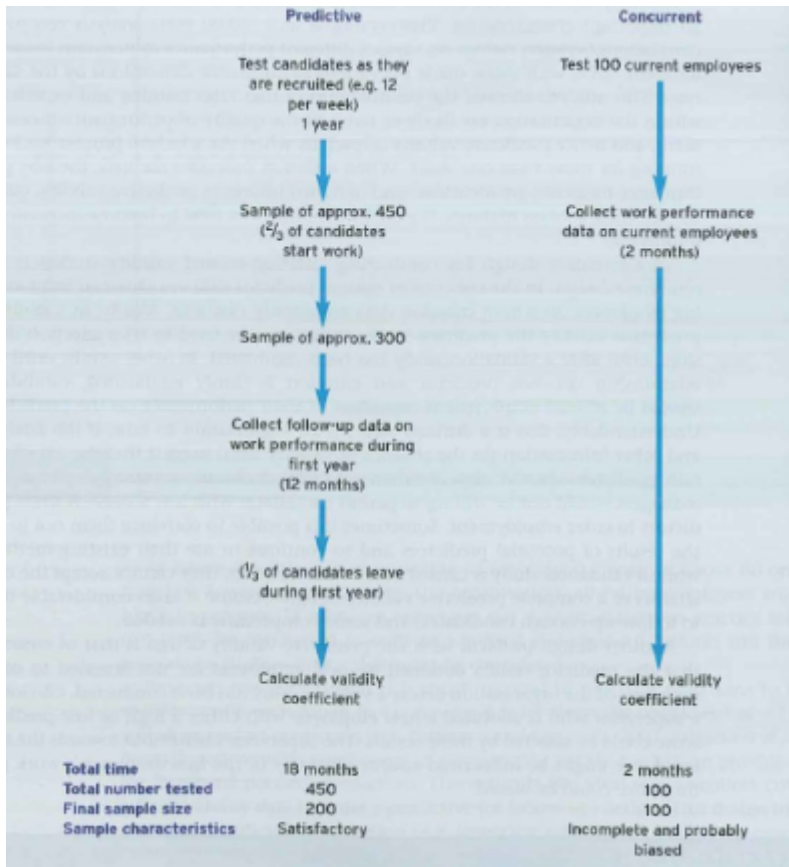 Predictive
Concurrent
Test candidates as they
are recruited (e.g. 12
per week)
1 year
Test 100 current employees
Sample of approx. 450
(2/3 of candidates
start work)
Collect work performance
data on current employees
(2 months)
Sample of approx. 300
Collect follow-up data on
work performance during
first year
(12 months)
(1/3 of candidates leave
during first year)
Calculate validity
coefficient
Calculate validity
coefficient
Total time 18 months 2 months
Total number tested 450 100
Final sample size 200 100
Sample characteristics Satisfactory Incomplete and probably
biased